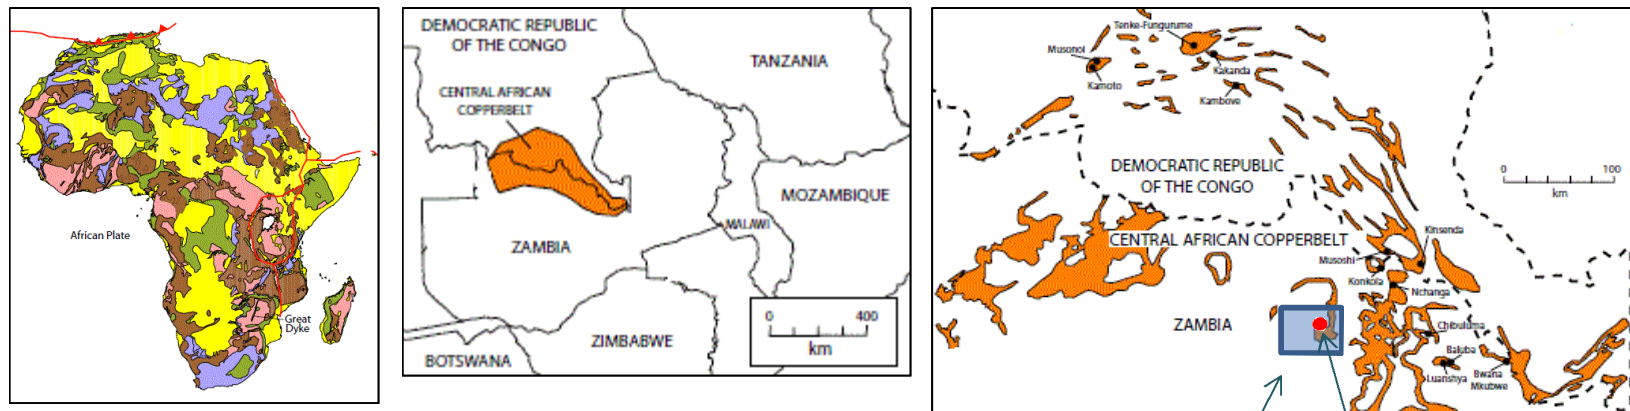 African Plate
Great
Dyke
DEMOCRATIC REPUBLIC
OF THE CONGO
TANZANIA
CENTRAL AFRICAN
COPPERBELT
MOZAMBIQUE
MALAWI
ZAMBIA
ZIMBABWE
BOTSWANA
0 400
km
Tenke-Fungurume
Musonoi
Kakanda
Kamoto
Kambove
DEMOCRATIC REPUBLIC
OF THE CONGO
0 100
km
CENTRAL AFRICAN COPPERBELT
Kinsenda
Musoshi
Konkola
Nchanga
ZAMBIA
Chibuluma
Baluba
Luanshya
Bwana
Mkubwe